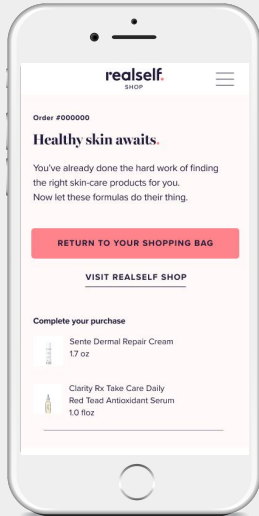 realself.
SHOP
Order #000000
Healthy skin awaits.
You've already done the hard work of finding
the right skin-care products for you.
Now let these formulas do their thing.
RETURN TO YOUR SHOPPING BAG
VISIT REALSELF SHOP
Complete your purchase
Sente Dermal Repair Cream
1.7 oz
Clarity Rx Take Care Daily
Red Tead Antioxidant Serum
1.0 floz